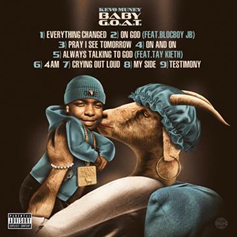 KEVO MUNEY
BABY
G.O.A.T.
1) EVERYTHING CHANGED 2) ON GOD (FEAT.BLOCBOY JB)
3) PRAY I SEE TOMORROW 4) ON AND ON
5) ALWAYS TALKING TO GOD (FEAT.TAY KIETH)
6) 4AM 7) CRYING OUT LOUD 8) MY SIDE 9) TESTIMONY
PARENTAL
ADVISORY
EXPLICIT CONTENT